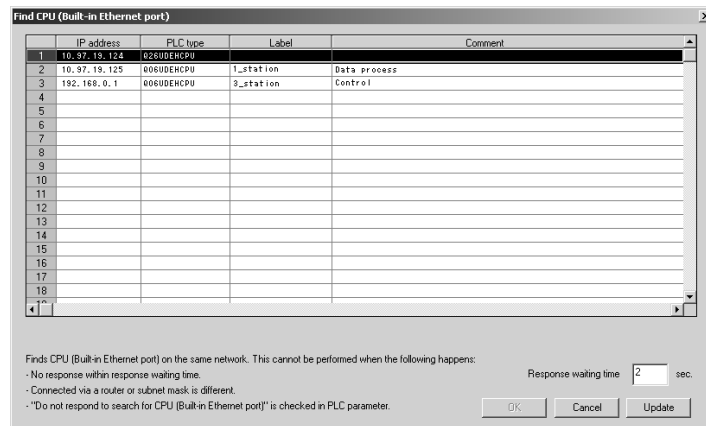 Find CPU (Built-in Ethernet port)
IP address PLC type Label Comment
1 10. 97. 19. 124 Q26UDEHCPU
2 10. 97. 19. 125 Q06UDEHCPU 1_station Data process
3 192. 168. 0. 1 Q06UDEHCPU 3_station Control
4
5
6
7
8
9
10
11
12
13
14
15
16
17
18
19
Finds CPU (Built-in Ethernet port) on the same network. This cannot be performed when the following happens:
- No response within response waiting time.
Response waiting time 2 sec.
- Connected via a router or subnet mask is different.
- "Do not respond to search for CPU (Built-in Ethernet port)" is checked in PLC parameter.
OK Cancel Update